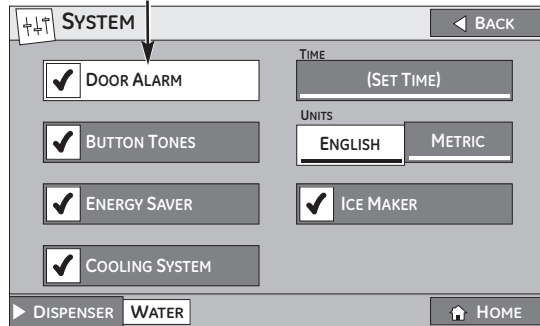 SYSTEM
BACK
DOOR ALARM
TIME
(SET TIME)
BUTTON TONES
UNITS
ENGLISH
METRIC
ENERGY SAVER
ICE MAKER
COOLING SYSTEM
DISPENSER WATER
HOME